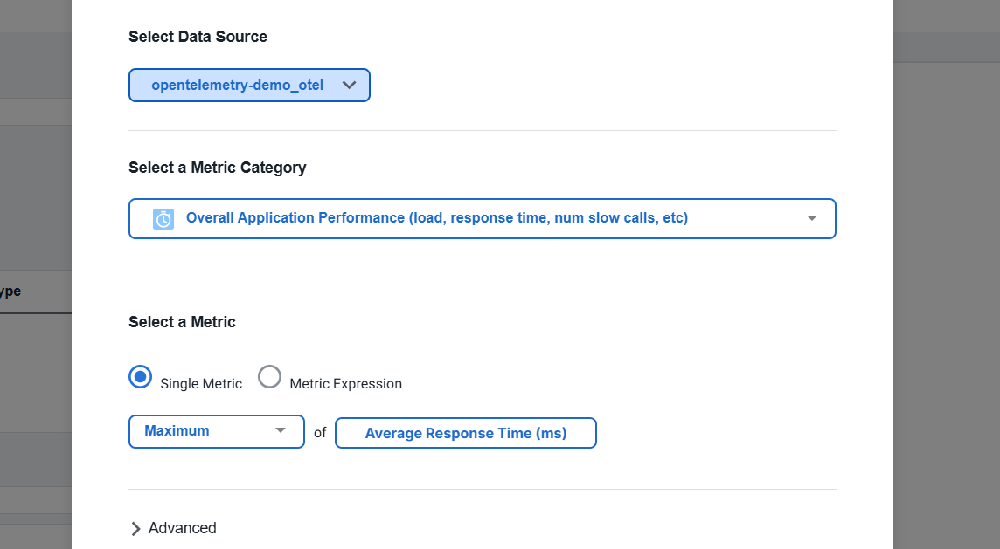 Select Data Source
opentelemetry-demo_otel
Select a Metric Category
Overall Application Performance (load, response time, num slow calls, etc)
ype
Select a Metric
Single Metric Metric Expression
Maximum of Average Response Time (ms)
Advanced